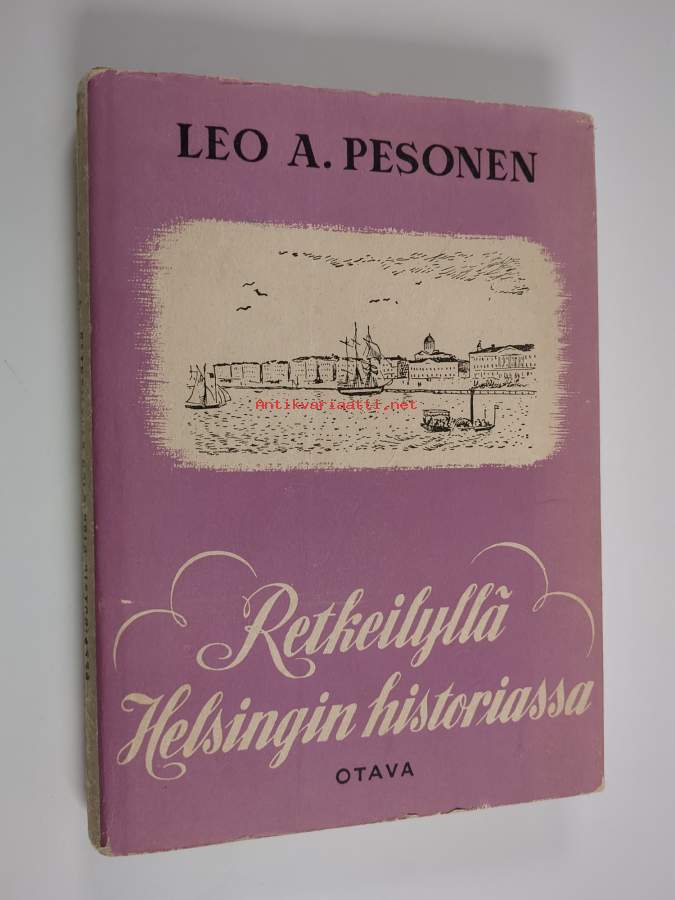 LEO A. PESONEN
Antikvariaatti.net
Retkeilyllä
Helsingin historiassa
OTAVA